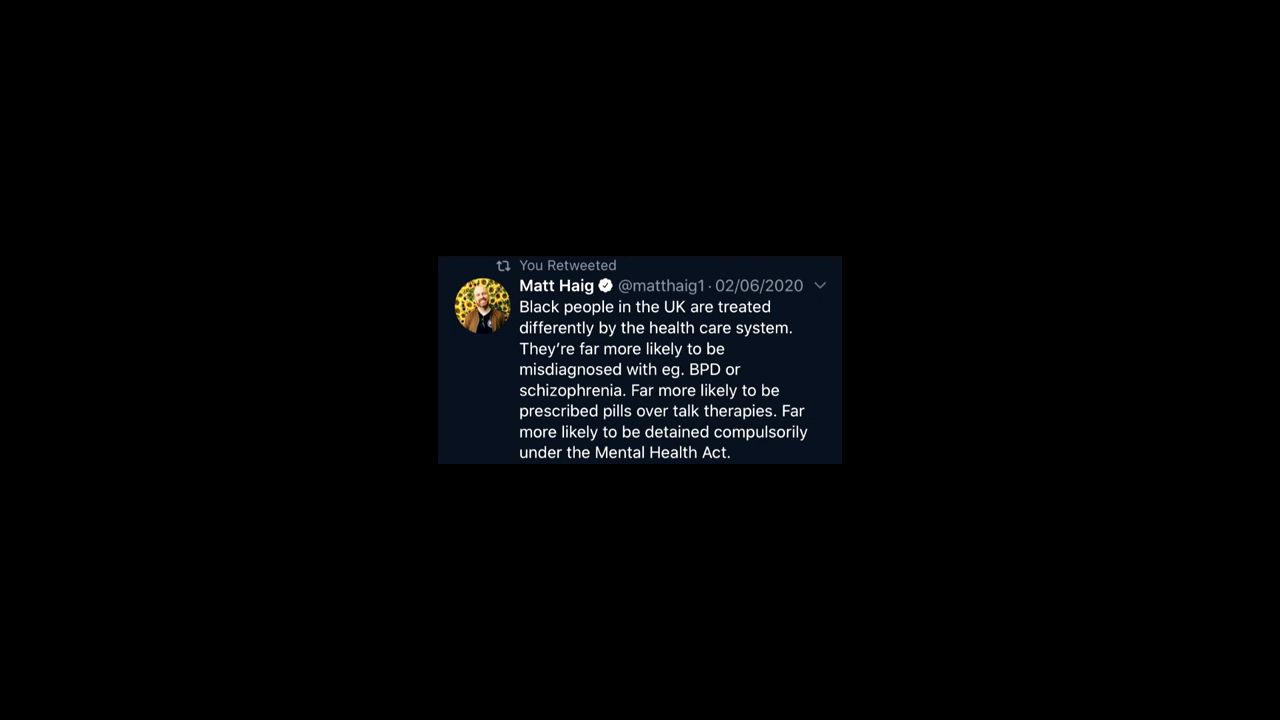 You Retweeted
Matt Haig @matthaig1 · 02/06/2020
Black people in the UK are treated
differently by the health care system.
They’re far more likely to be
misdiagnosed with eg. BPD or
schizophrenia. Far more likely to be
prescribed pills over talk therapies. Far
more likely to be detained compulsorily
under the Mental Health Act.